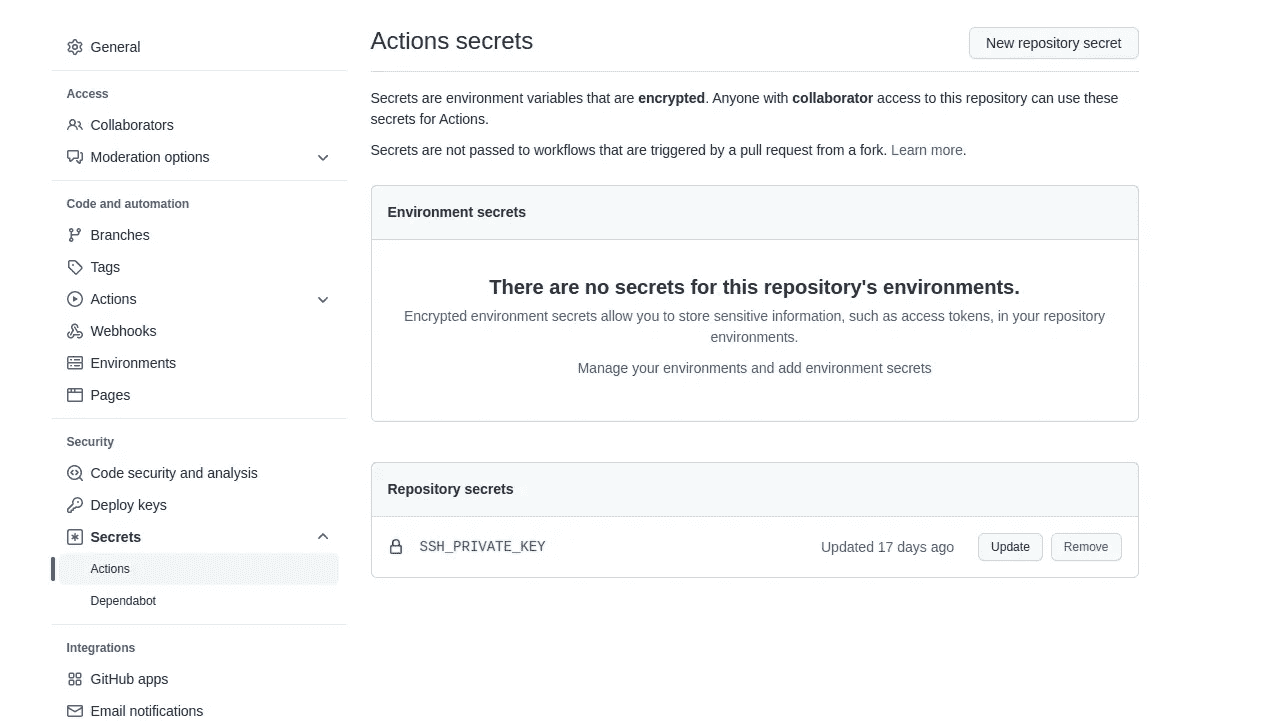 General
Access
Collaborators
Moderation options
Code and automation
Branches
Tags
Actions
Webhooks
Environments
Pages
Security
Code security and analysis
Deploy keys
Secrets
Actions
Dependabot
Integrations
GitHub apps
Email notifications
Actions secrets
New repository secret
Secrets are environment variables that are encrypted. Anyone with collaborator access to this repository can use these
secrets for Actions.
Secrets are not passed to workflows that are triggered by a pull request from a fork. Learn more.
Environment secrets
There are no secrets for this repository's environments.
Encrypted environment secrets allow you to store sensitive information, such as access tokens, in your repository
environments.
Manage your environments and add environment secrets
Repository secrets
SSH_PRIVATE_KEY
Updated 17 days ago
Update
Remove